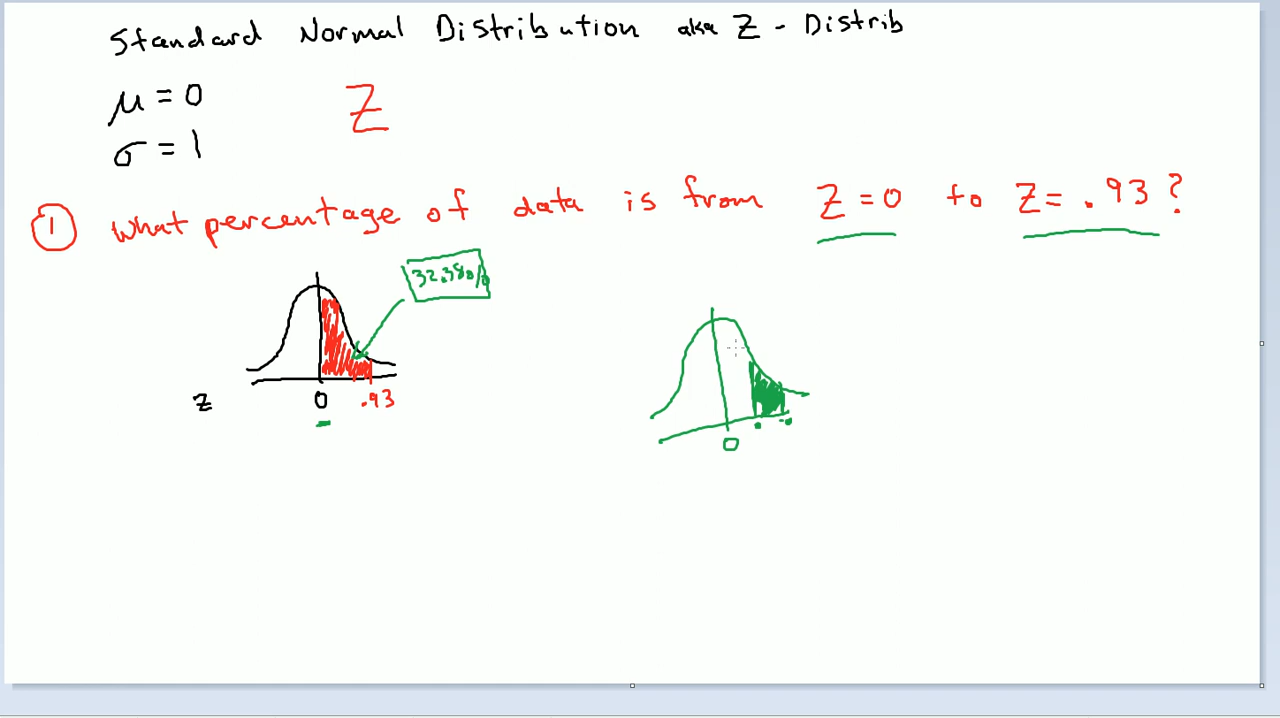 Standard Normal Distribution aka Z - Distrib
μ = 0
Z
σ = 1
① What percentage of data is from Z = 0 to Z = .93?
32.38%
Z 0 .93
0